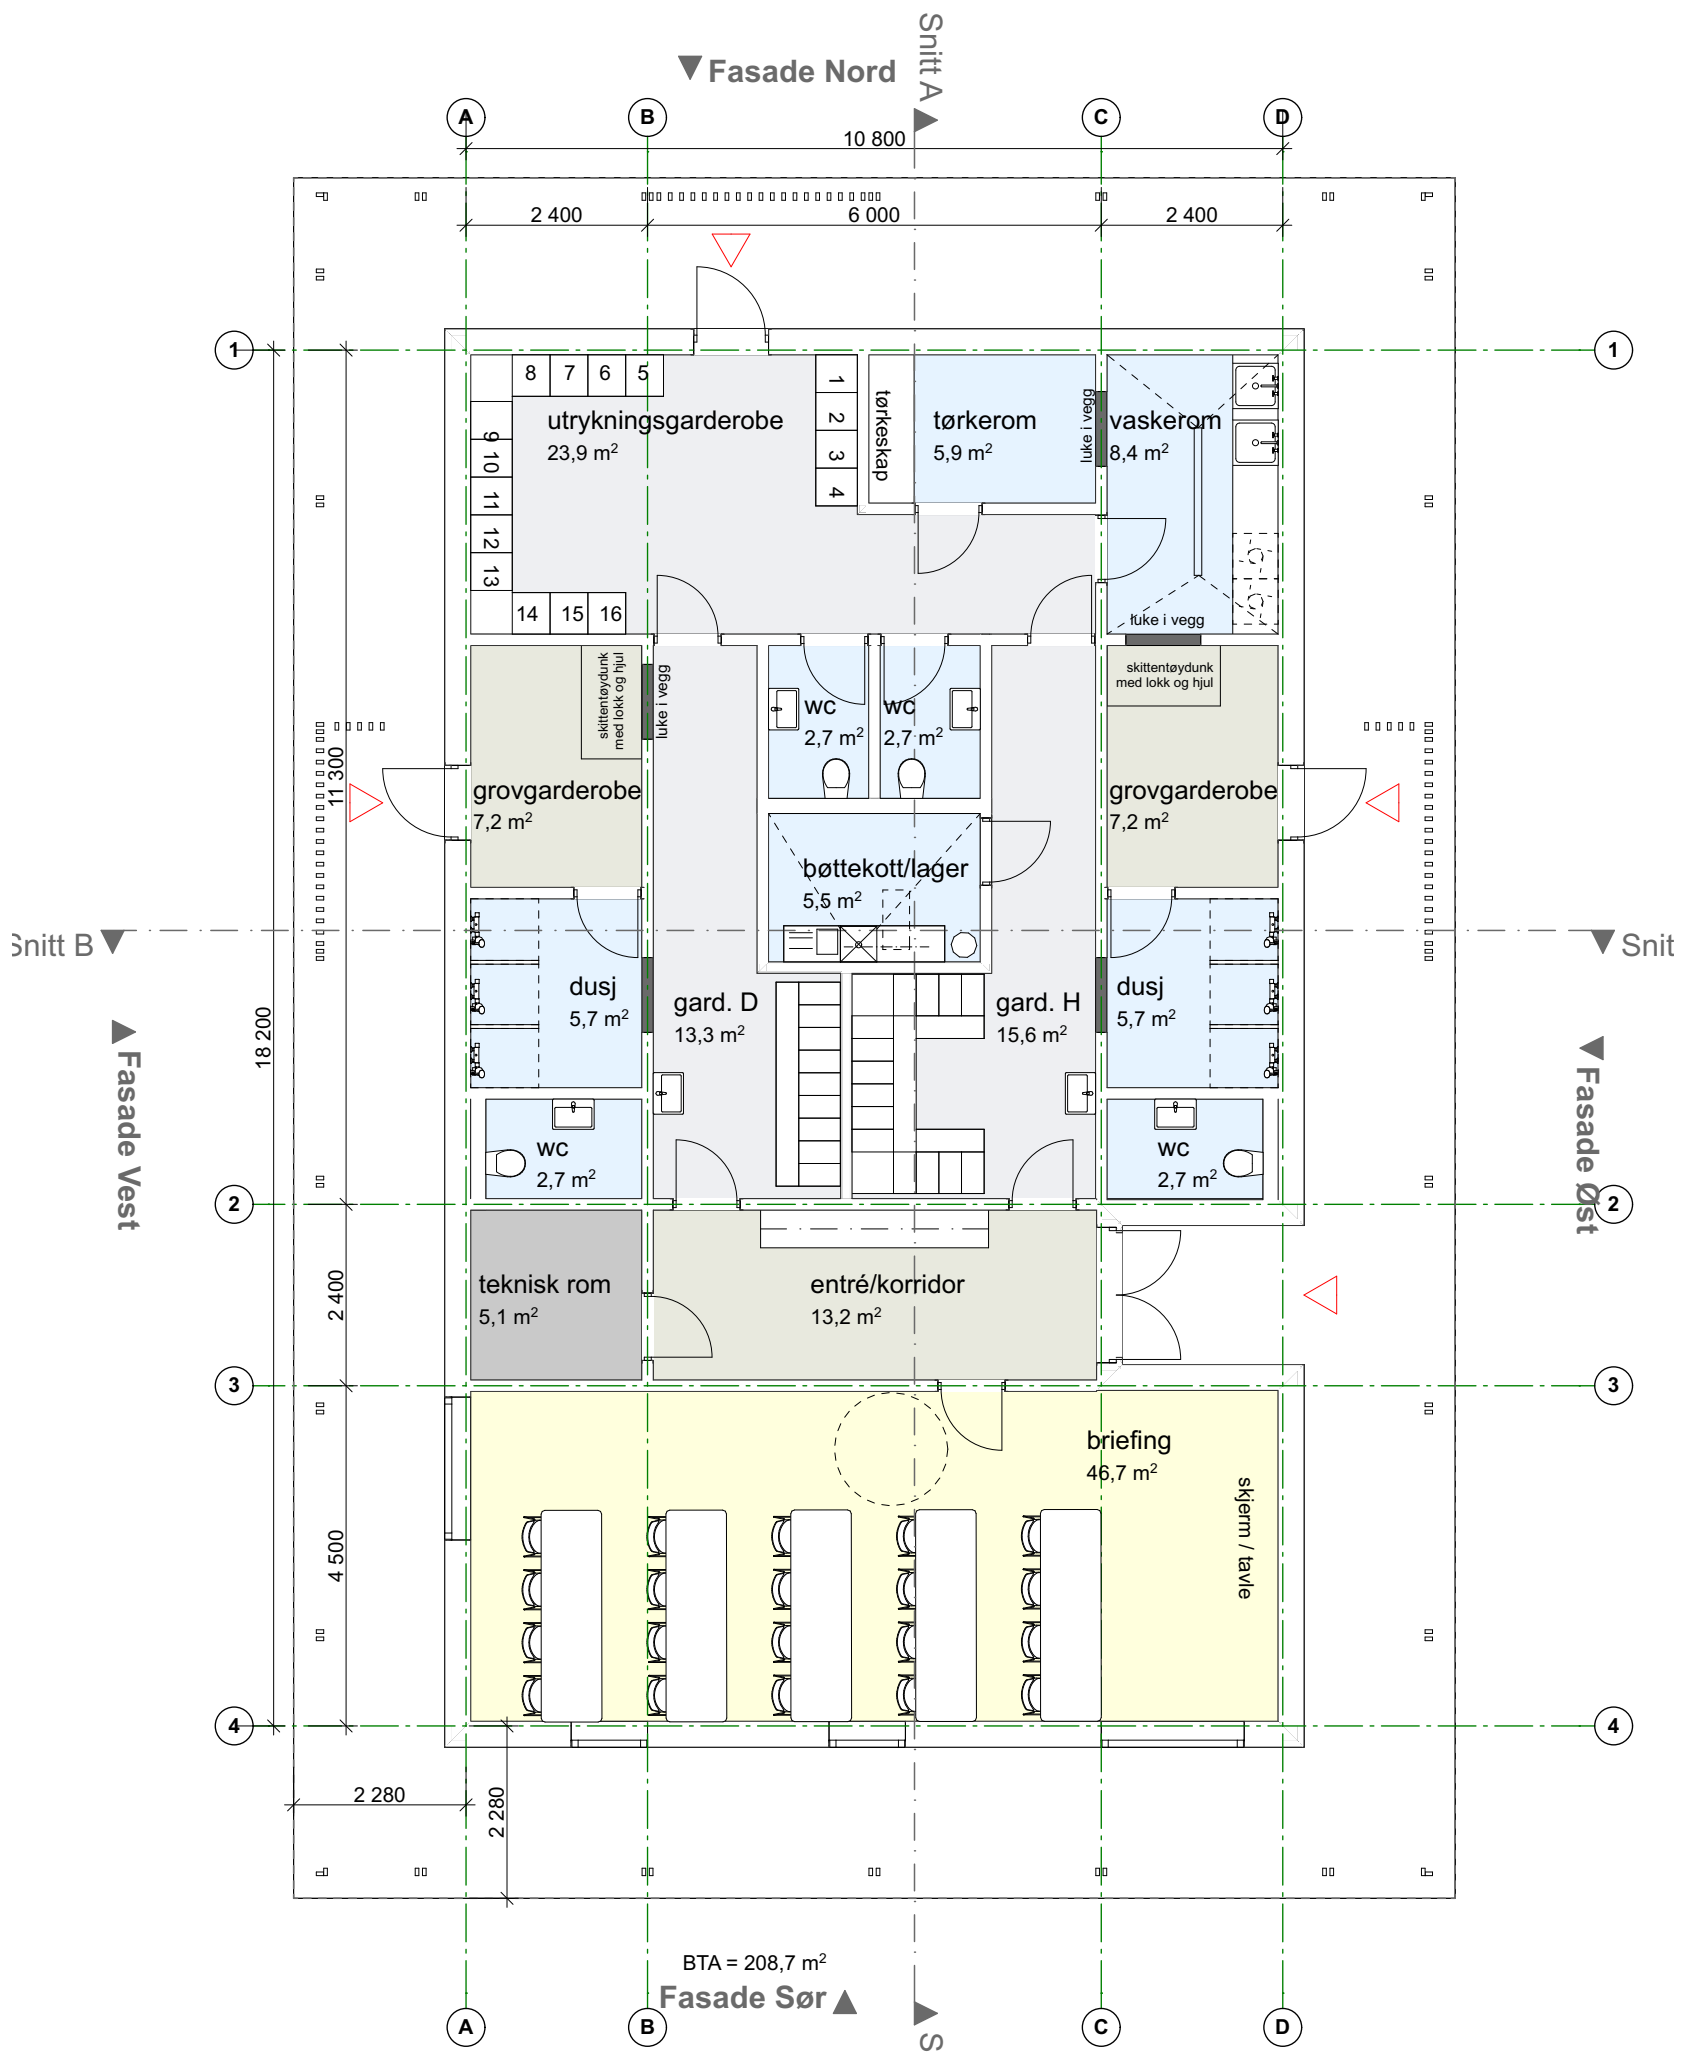 Snitt A
Fasade Nord
A
B
C
D
10 800
2 400
6 000
2 400
1
1
8
7
6
5
1
2
3
4
tørkeskap
utrykningsgarderobe
23,9 m²
tørkerom
5,9 m²
luke i vegg
vaskerom
8,4 m²
9
10
11
12
13
14
15
16
luke i vegg
skittentøydunk
med lokk og hjul
luke i vegg
skittentøydunk
med lokk og hjul
wc
2,7 m²
wc
2,7 m²
11 300
grovgarderobe
7,2 m²
grovgarderobe
7,2 m²
bøttekott/lager
5,5 m²
Snitt B
Snit
dusj
5,7 m²
gard. D
13,3 m²
gard. H
15,6 m²
dusj
5,7 m²
18 200
Fasade Vest
Fasade Øst
wc
2,7 m²
wc
2,7 m²
2
2
2 400
teknisk rom
5,1 m²
entré/korridor
13,2 m²
3
3
briefing
46,7 m²
skjerm / tavle
4 500
4
4
2 280
2 280
BTA = 208,7 m²
Fasade Sør
S
A
B
C
D